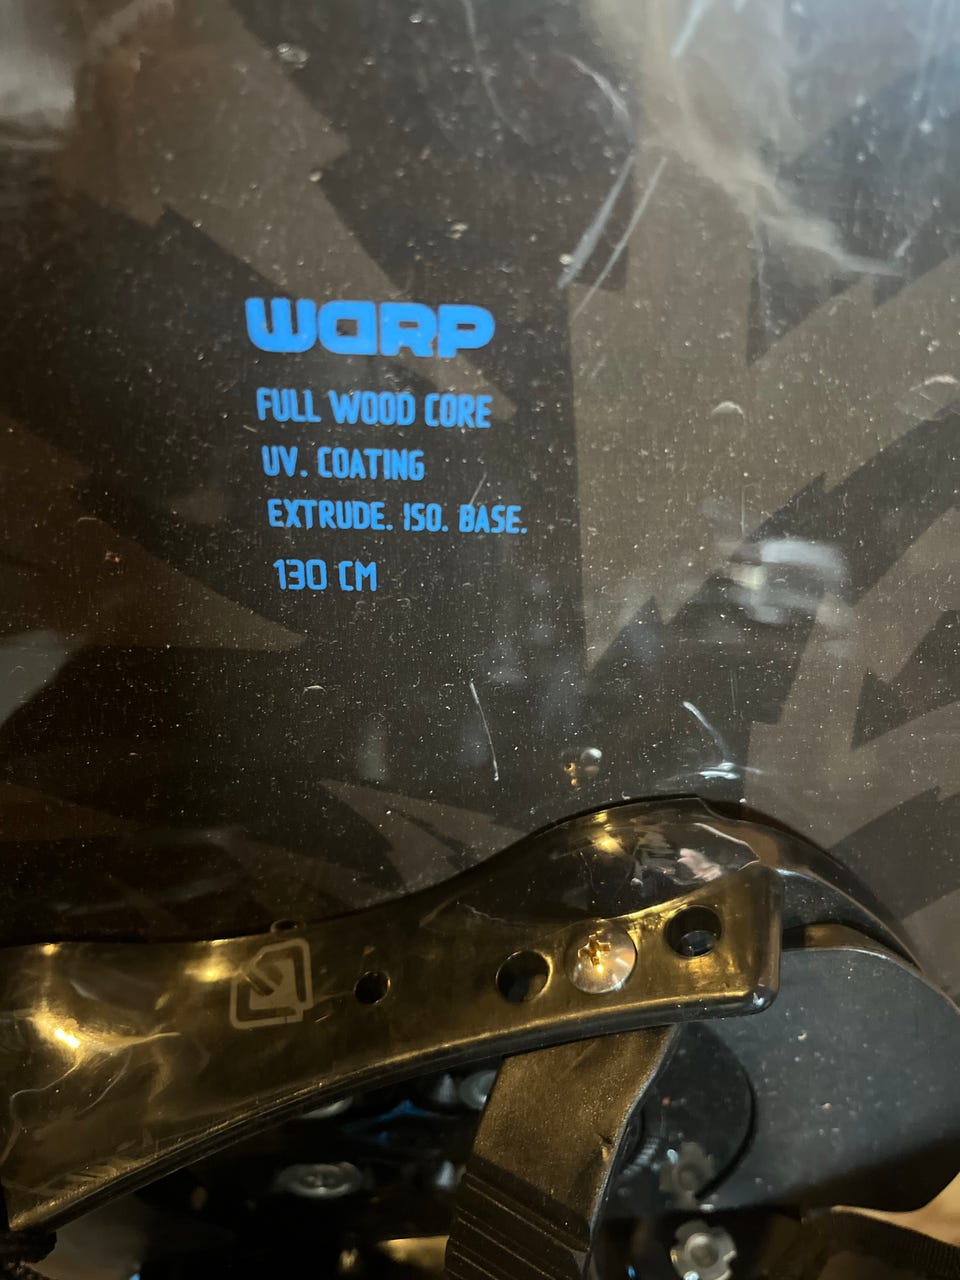 WARP
FULL WOOD CORE
UV. COATING
EXTRUDE. ISO. BASE.
130 CM